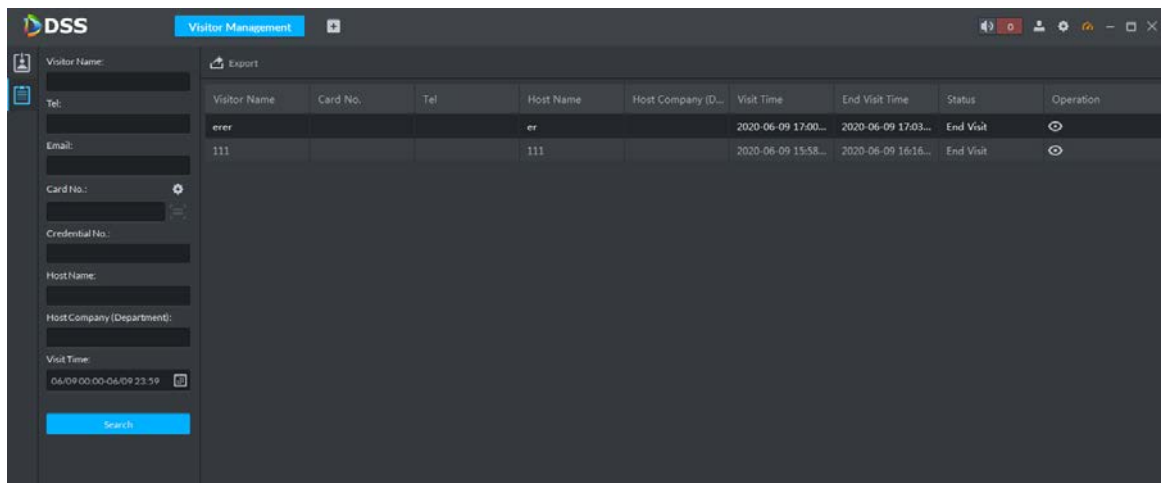 DSS Visitor Management 0
Visitor Name:
Export
Visitor Name Card No. Tel Host Name Host Company (D... Visit Time End Visit Time Status Operation
erer er 2020-06-09 17:00... 2020-06-09 17:03... End Visit
111 111 2020-06-09 15:58... 2020-06-09 16:16... End Visit
Tel:
Email:
Card No.:
Credential No.:
Host Name:
Host Company (Department):
Visit Time:
06/09 00:00-06/09 23:59
Search